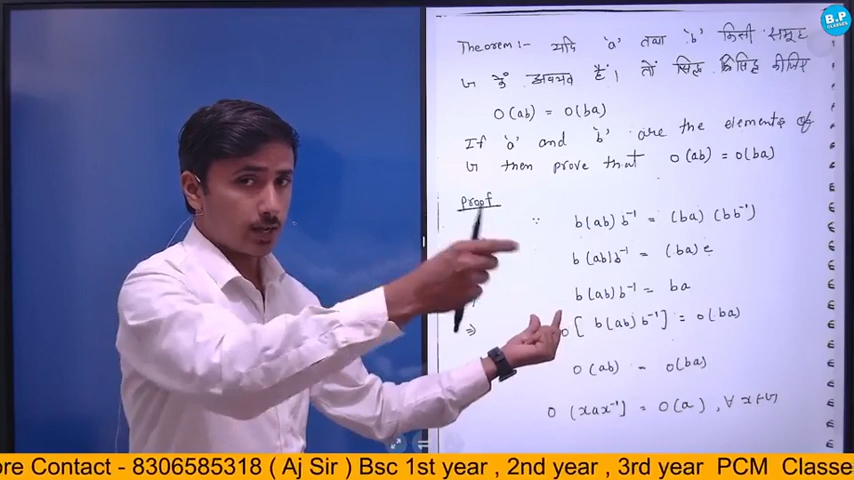 B.P
CLASSES
Theorem:- यदि 'a' तथा 'b' किसी समूह
G के अवयव हैं। तो सिद्ध कीजिए
O(ab) = O(ba)
If 'a' and 'b' are the elements of
G then prove that O(ab) = O(ba)
Proof
∵ b(ab)b⁻¹ = (ba)(bb⁻¹)
b(ab)b⁻¹ = (ba)e
b(ab)b⁻¹ = ba
⇒ O[b(ab)b⁻¹] = O(ba)
O(ab) = O(ba)
O(xax⁻¹] = O(a), ∀ x∈G
ore Contact - 8306585318 ( Aj Sir ) Bsc 1st year , 2nd year , 3rd year PCM Classe